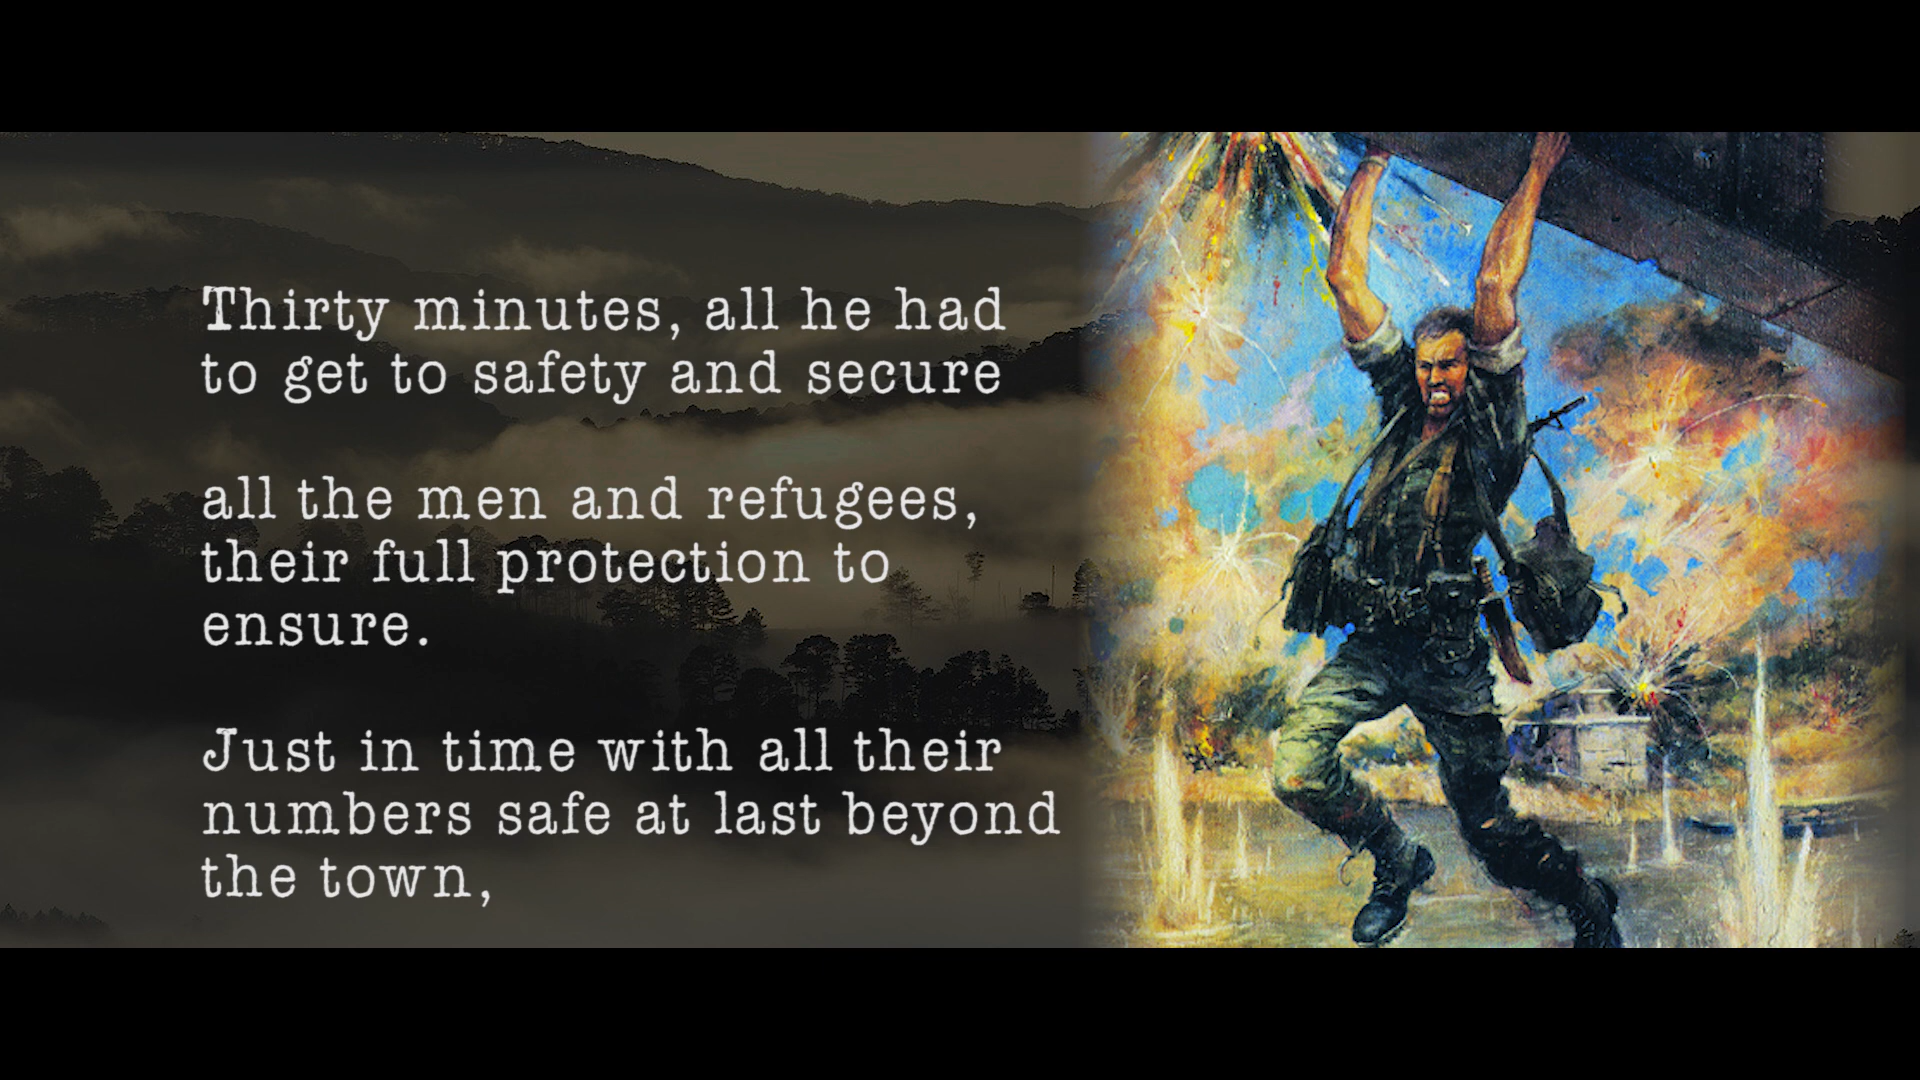 Thirty minutes, all he had
to get to safety and secure
all the men and refugees,
their full protection to
ensure.
Just in time with all their
numbers safe at last beyond
the town,